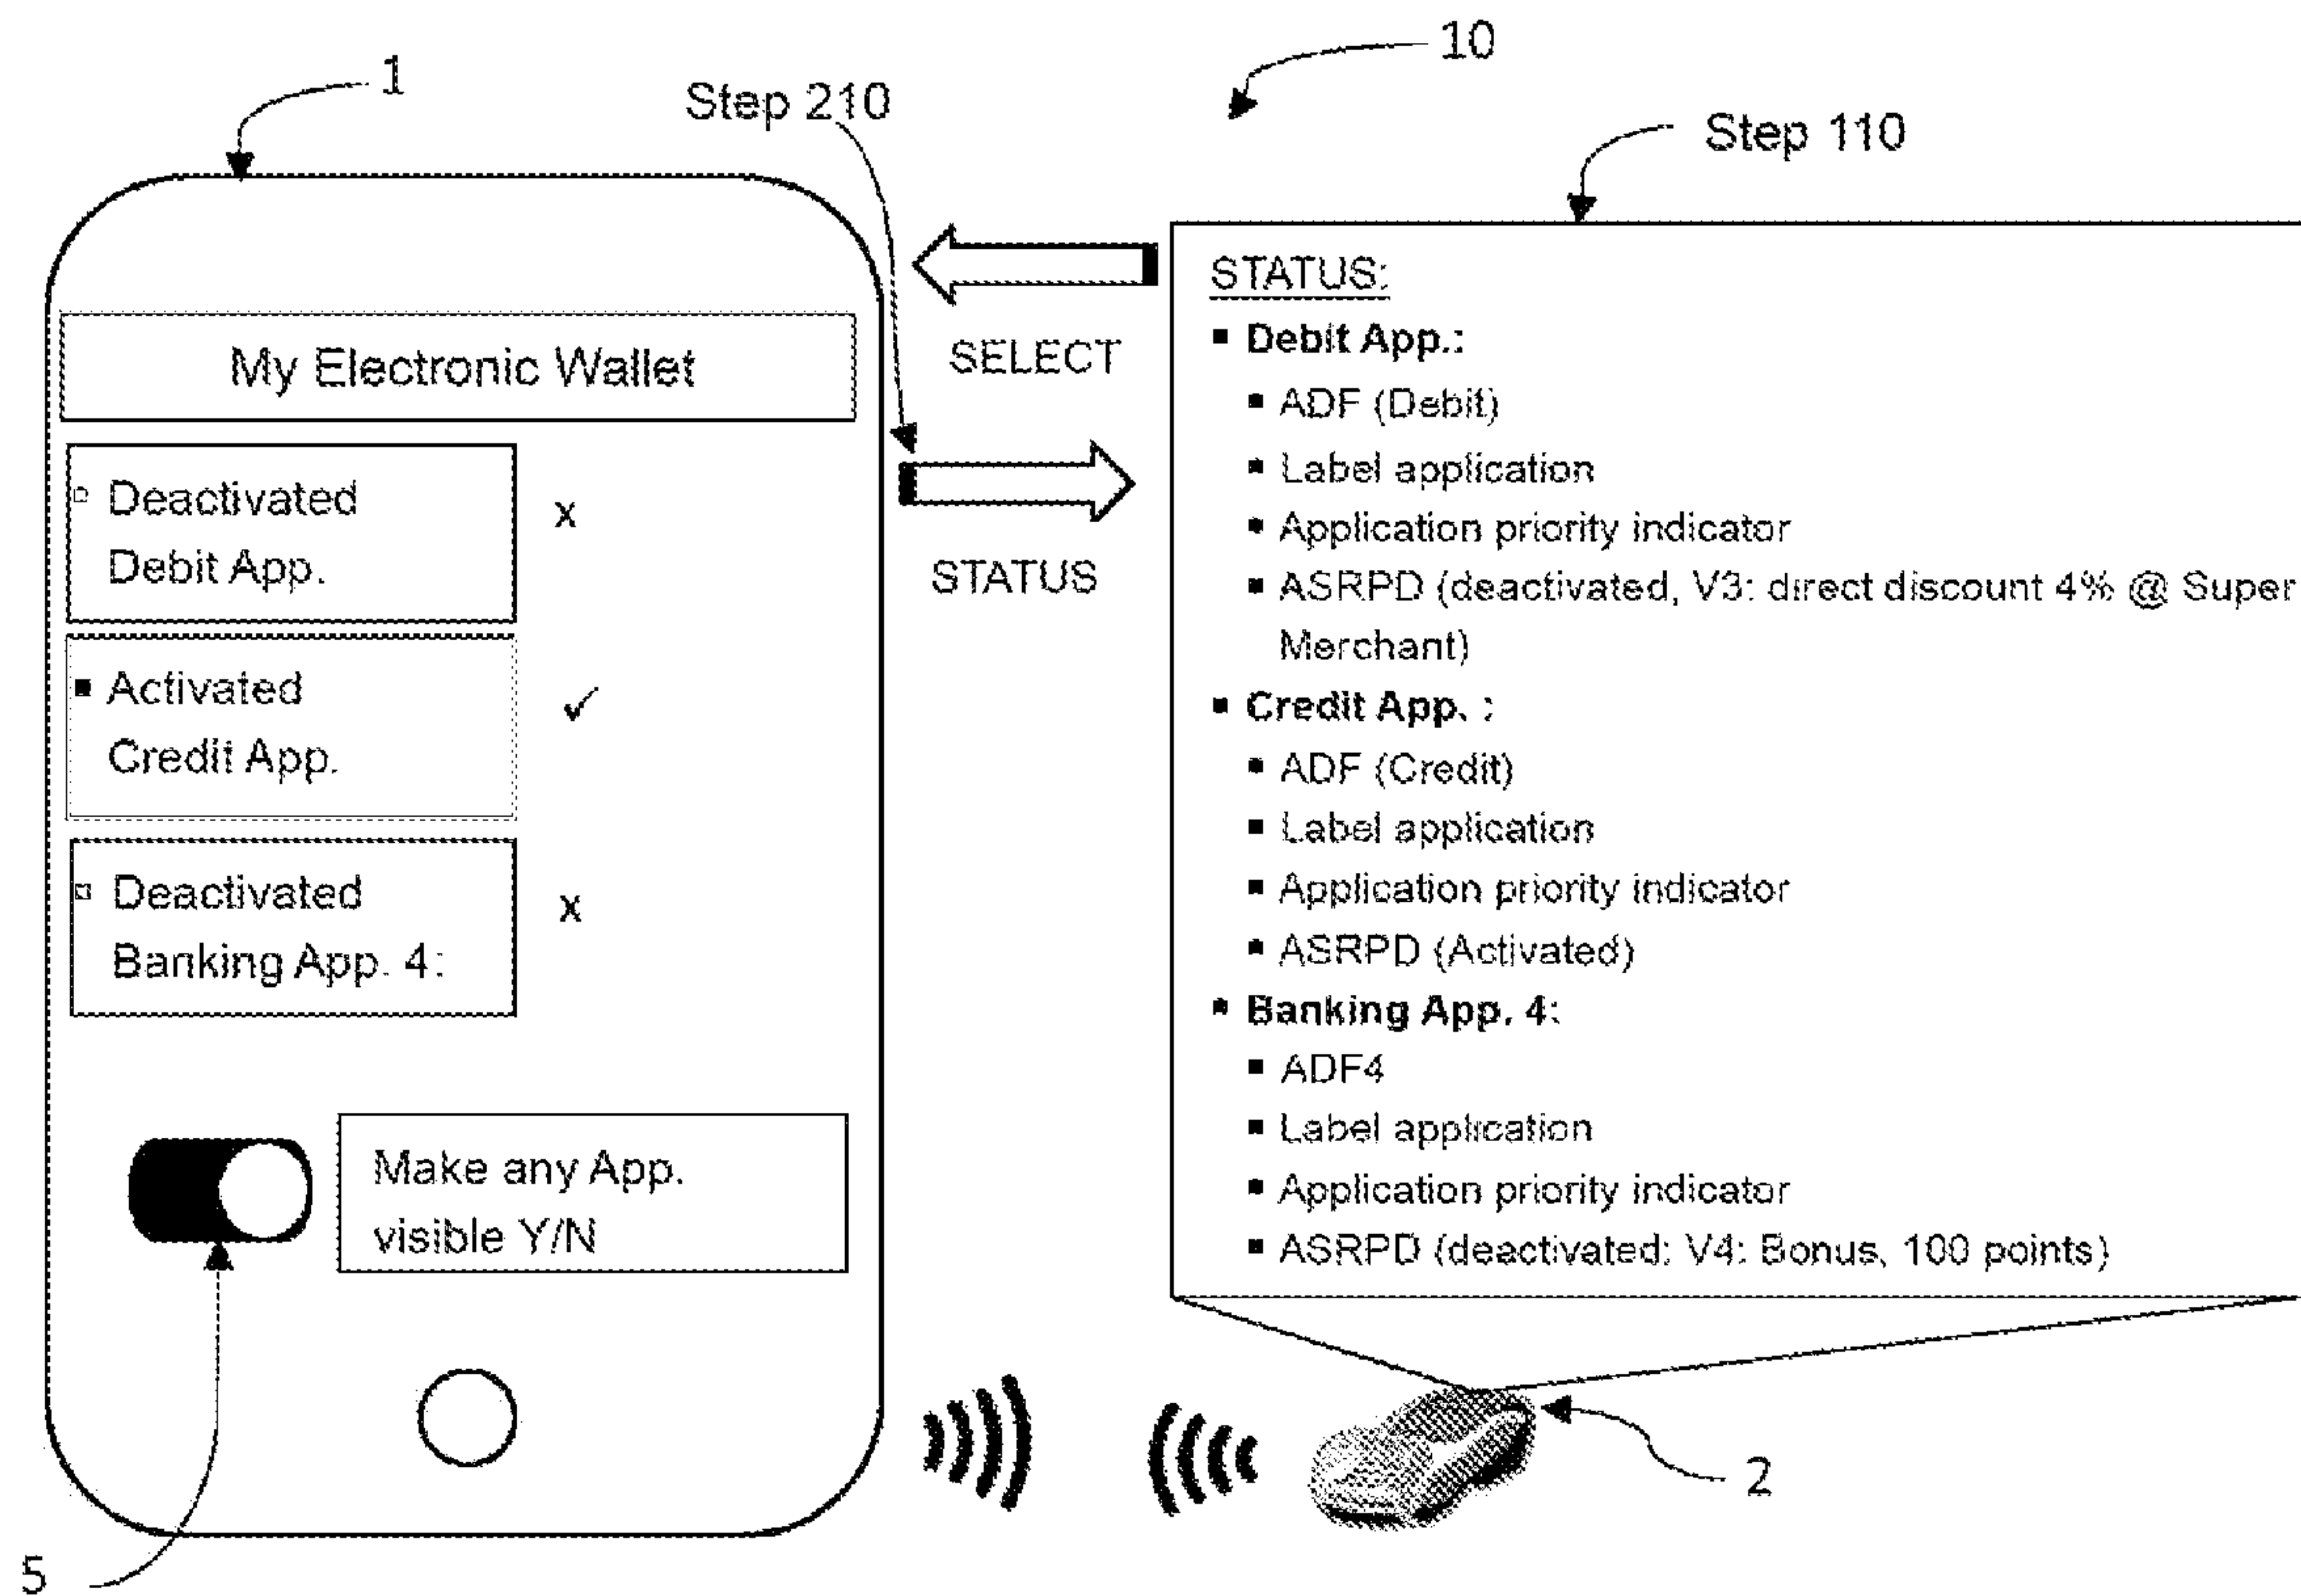 1
Step 210
10
Step 110
My Electronic Wallet
▫ Deactivated
Debit App.
x
▪ Activated
Credit App.
✓
▫ Deactivated
Banking App. 4:
x
Make any App.
visible Y/N
5
SELECT
STATUS
STATUS:
▪ Debit App.:
▪ ADF (Debit)
▪ Label application
▪ Application priority indicator
▪ ASRPD (deactivated, V3: direct discount 4% @ Super
Merchant)
▪ Credit App. :
▪ ADF (Credit)
▪ Label application
▪ Application priority indicator
▪ ASRPD (Activated)
▪ Banking App. 4:
▪ ADF4
▪ Label application
▪ Application priority indicator
▪ ASRPD (deactivated; V4: Bonus, 100 points)
2